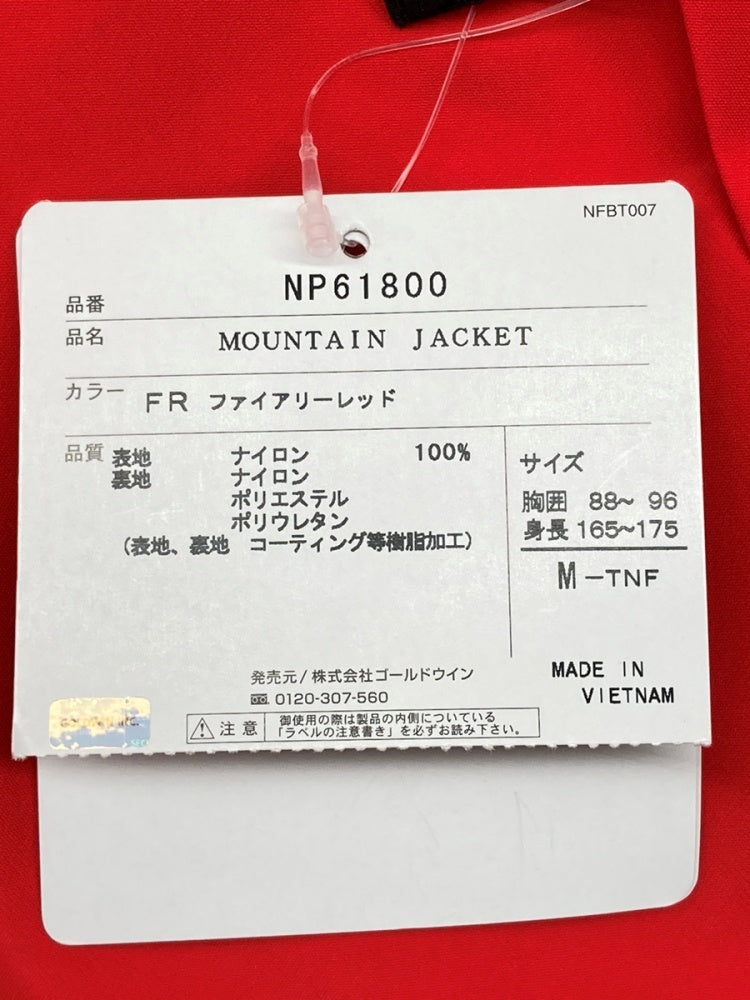 NFBT007
品番 NP61800
品名 MOUNTAIN JACKET
カラー FR ファイアリーレッド
品質 表地 ナイロン 100%
裏地 ナイロン
ポリエステル
ポリウレタン
(表地、裏地 コーティング等樹脂加工)
サイズ
胸囲 88~ 96
身長 165~175
M-TNF
発売元/株式会社ゴールドウイン
0120-307-560
MADE IN
VIETNAM
注意
御使用の際は製品の内側についている
「ラベルの注意書き」を必ずお読み下さい。